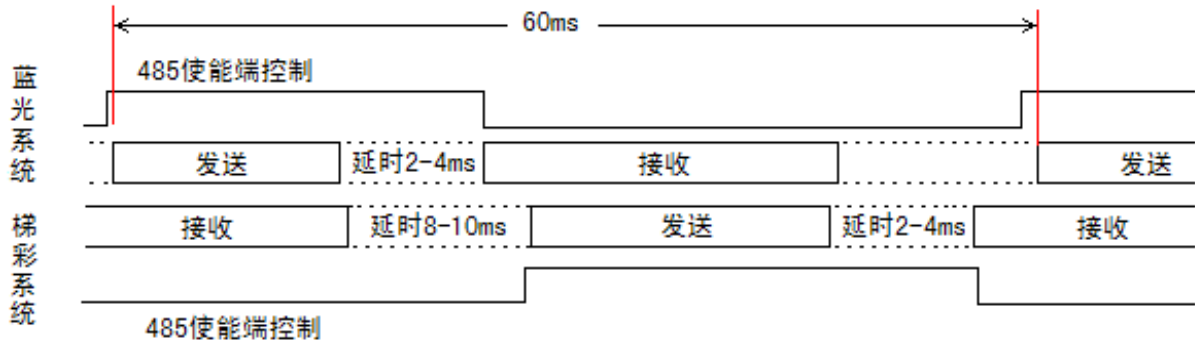 60ms
485使能端控制
蓝光系统
发送 延时2-4ms 接收 发送
接收 延时8-10ms 发送 延时2-4ms 接收
梯彩系统
485使能端控制